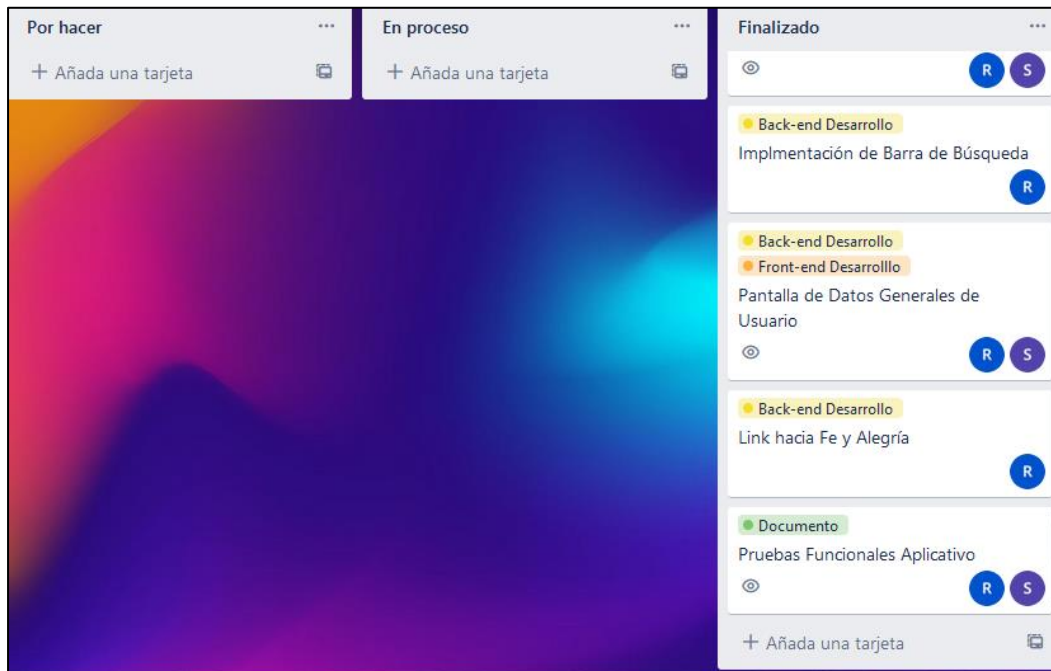 Por hacer
Añada una tarjeta
En proceso
Añada una tarjeta
Finalizado
R S
Back-end Desarrollo
Implmentación de Barra de Búsqueda
R
Back-end Desarrollo
Front-end Desarrolllo
Pantalla de Datos Generales de
Usuario
R S
Back-end Desarrollo
Link hacia Fe y Alegría
R
Documento
Pruebas Funcionales Aplicativo
R S
Añada una tarjeta